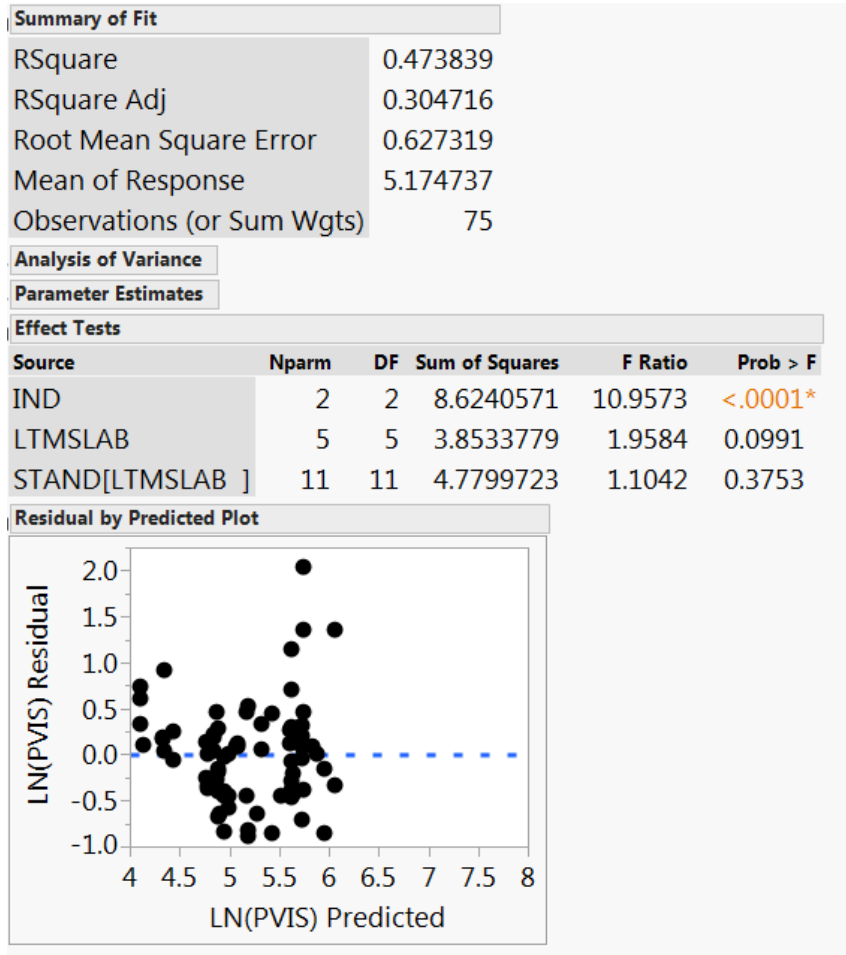 Summary of Fit
RSquare 0.473839
RSquare Adj 0.304716
Root Mean Square Error 0.627319
Mean of Response 5.174737
Observations (or Sum Wgts) 75
Analysis of Variance
Parameter Estimates
Effect Tests
Source Nparm DF Sum of Squares F Ratio Prob > F
IND 2 2 8.6240571 10.9573 <.0001*
LTMSLAB 5 5 3.8533779 1.9584 0.0991
STAND[LTMSLAB ] 11 11 4.7799723 1.1042 0.3753
Residual by Predicted Plot
LN(PVIS) Residual
2.0
1.5
1.0
0.5
0.0
-0.5
-1.0
4 4.5 5 5.5 6 6.5 7 7.5 8
LN(PVIS) Predicted